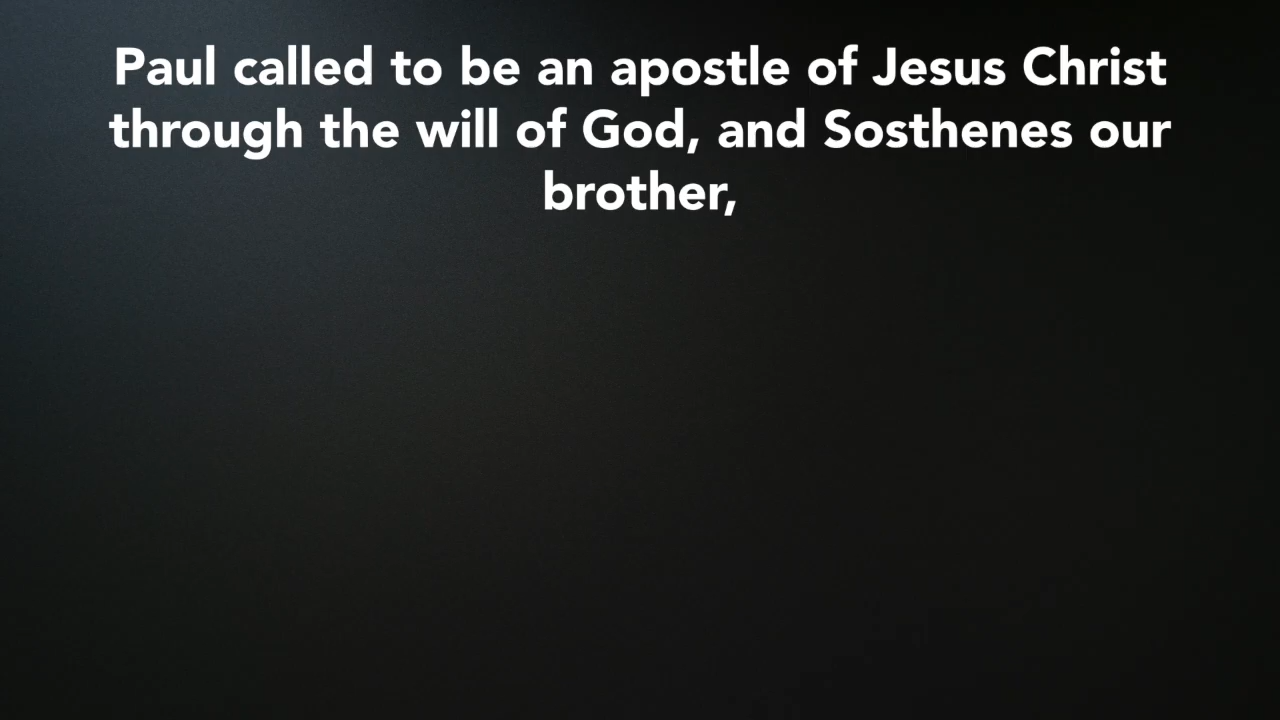 Paul called to be an apostle of Jesus Christ
through the will of God, and Sosthenes our
brother,